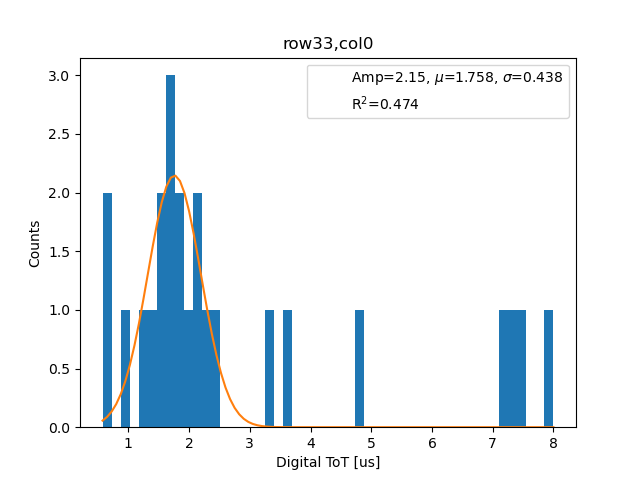 row33,col0
Amp=2.15, μ=1.758, σ=0.438
R²=0.474
3.0
2.5
2.0
1.5
1.0
0.5
0.0
Counts
1 2 3 4 5 6 7 8
Digital ToT [us]